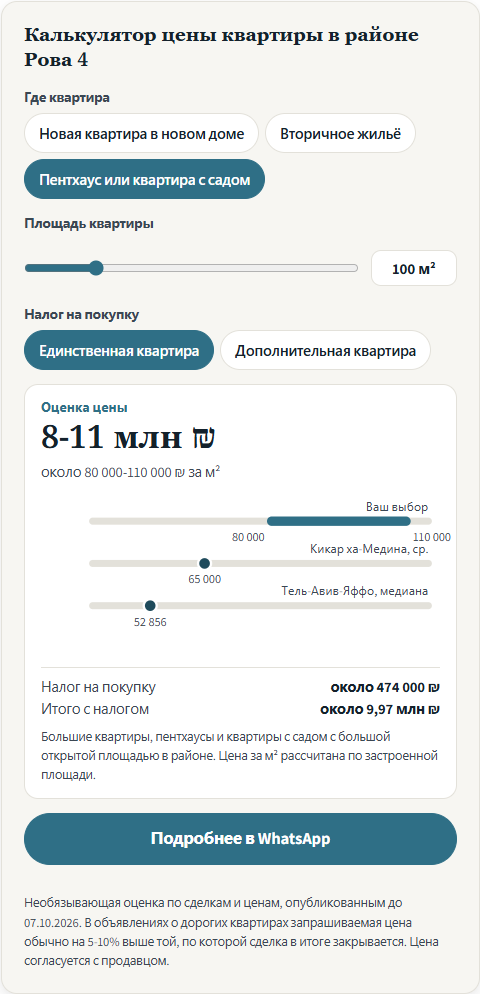 Калькулятор цены квартиры в районе
Рова 4
Где квартира
Новая квартира в новом доме
Вторичное жильё
Пентхаус или квартира с садом
Площадь квартиры
100 м²
Налог на покупку
Единственная квартира
Дополнительная квартира
Оценка цены
8-11 млн ₪
около 80 000-110 000 ₪ за м²
Ваш выбор
80 000
110 000
Кикар ха-Медина, ср.
65 000
Тель-Авив-Яффо, медиана
52 856
Налог на покупку
около 474 000 ₪
Итого с налогом
около 9,97 млн ₪
Большие квартиры, пентхаусы и квартиры с садом с большой
открытой площадью в районе. Цена за м² рассчитана по застроенной
площади.
Подробнее в WhatsApp
Необязывающая оценка по сделкам и ценам, опубликованным до
07.10.2026. В объявлениях о дорогих квартирах запрашиваемая цена
обычно на 5-10% выше той, по которой сделка в итоге закрывается. Цена
согласуется с продавцом.